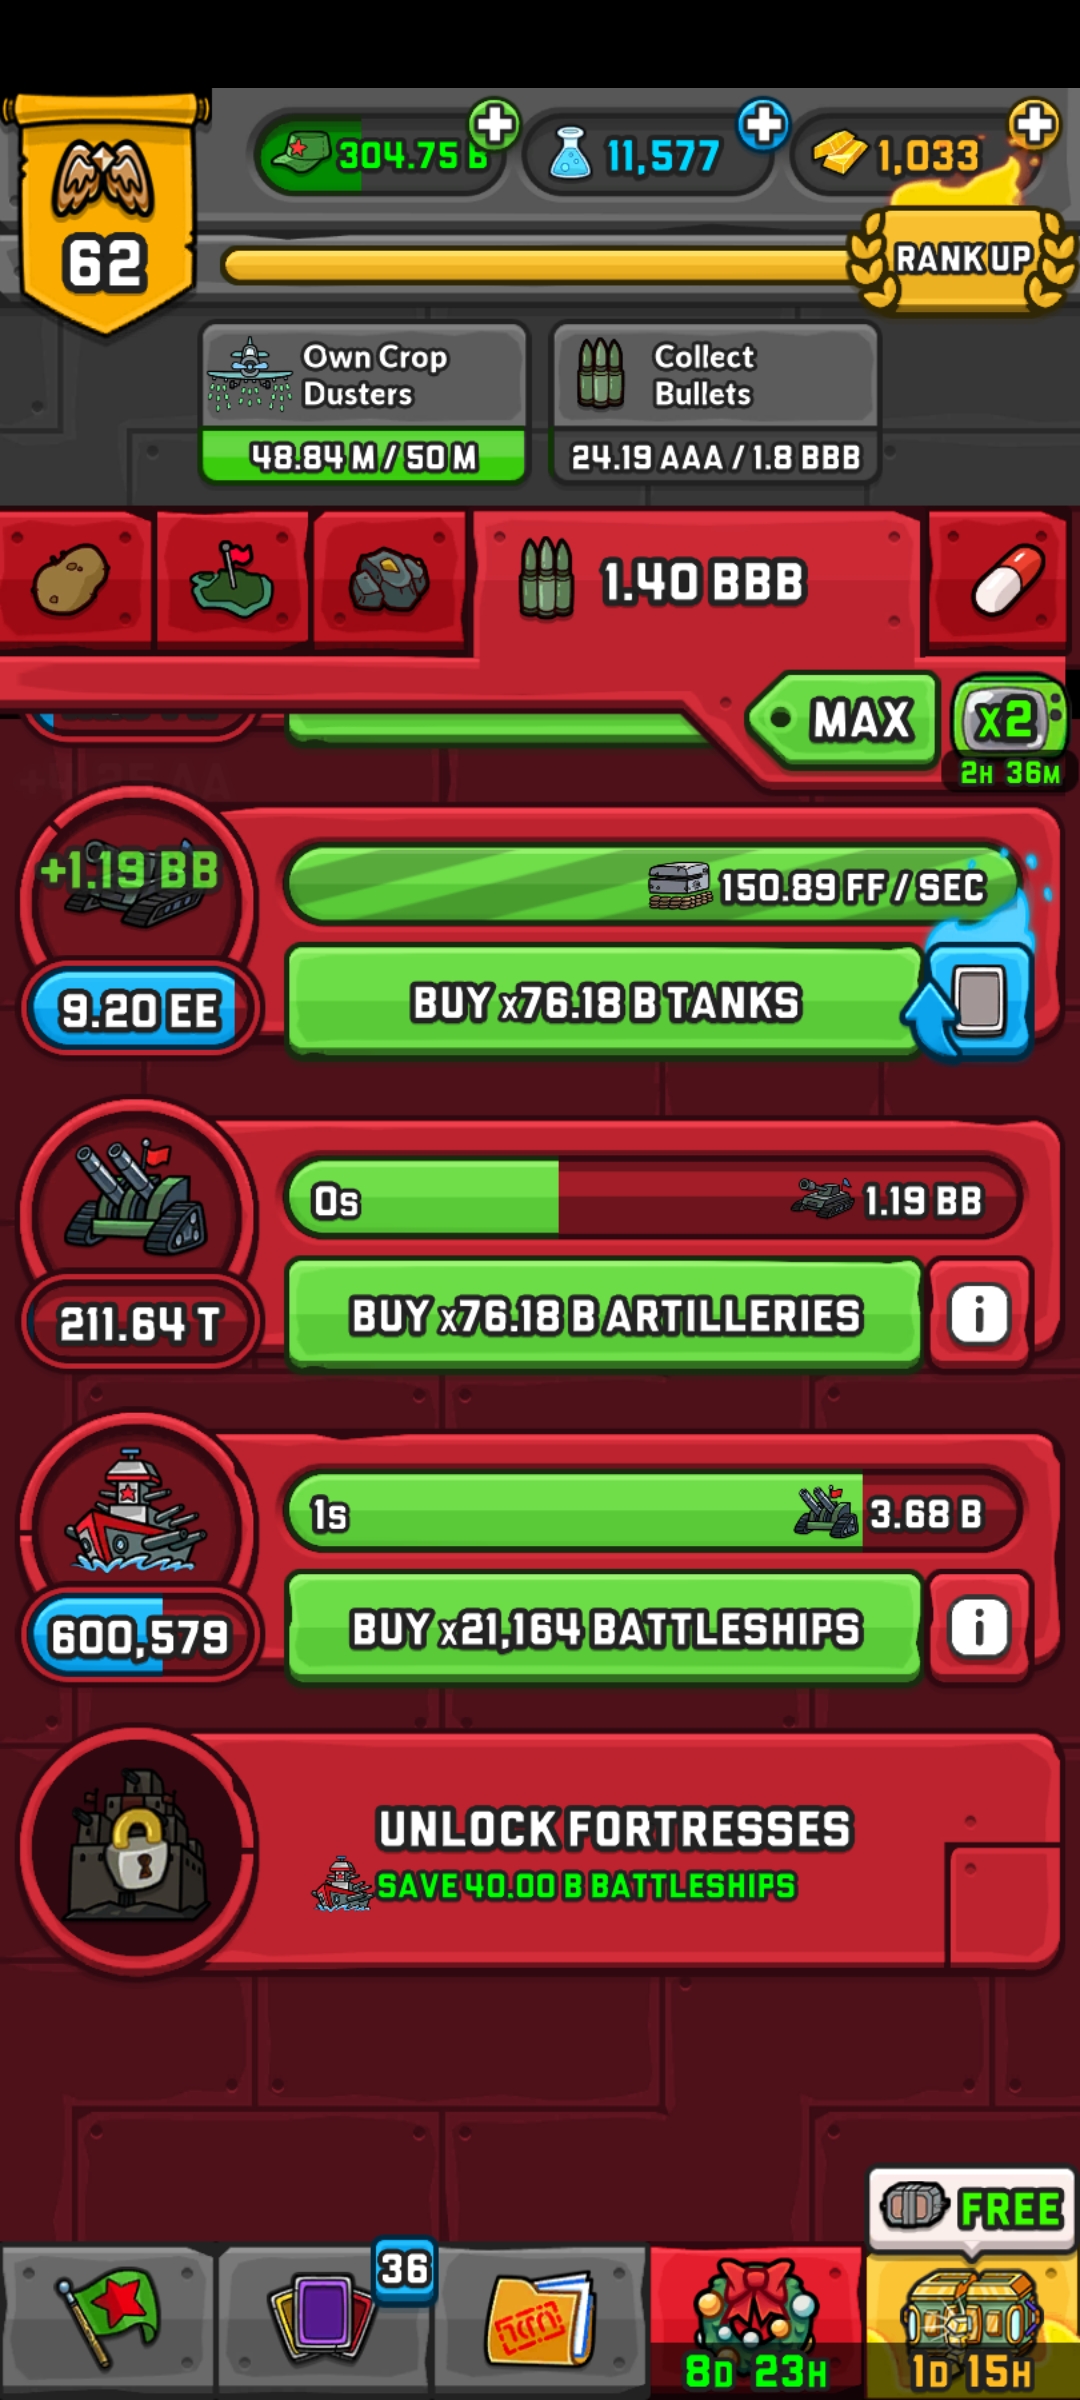 304.75 B
11,577
1,033
62
RANK UP
Own Crop
Dusters
48.84 M / 50 M
Collect
Bullets
24.19 AAA / 1.8 BBB
1.40 BBB
MAX
x2
2H 36M
+1.19 BB
150.89 FF / SEC
9.20 EE
BUY x76.18 B TANKS
0s
1.19 BB
211.64 T
BUY x76.18 B ARTILLERIES
i
1s
3.68 B
600,579
BUY x21,164 BATTLESHIPS
i
UNLOCK FORTRESSES
SAVE 40.00 B BATTLESHIPS
FREE
36
8D 23H
1D 15H